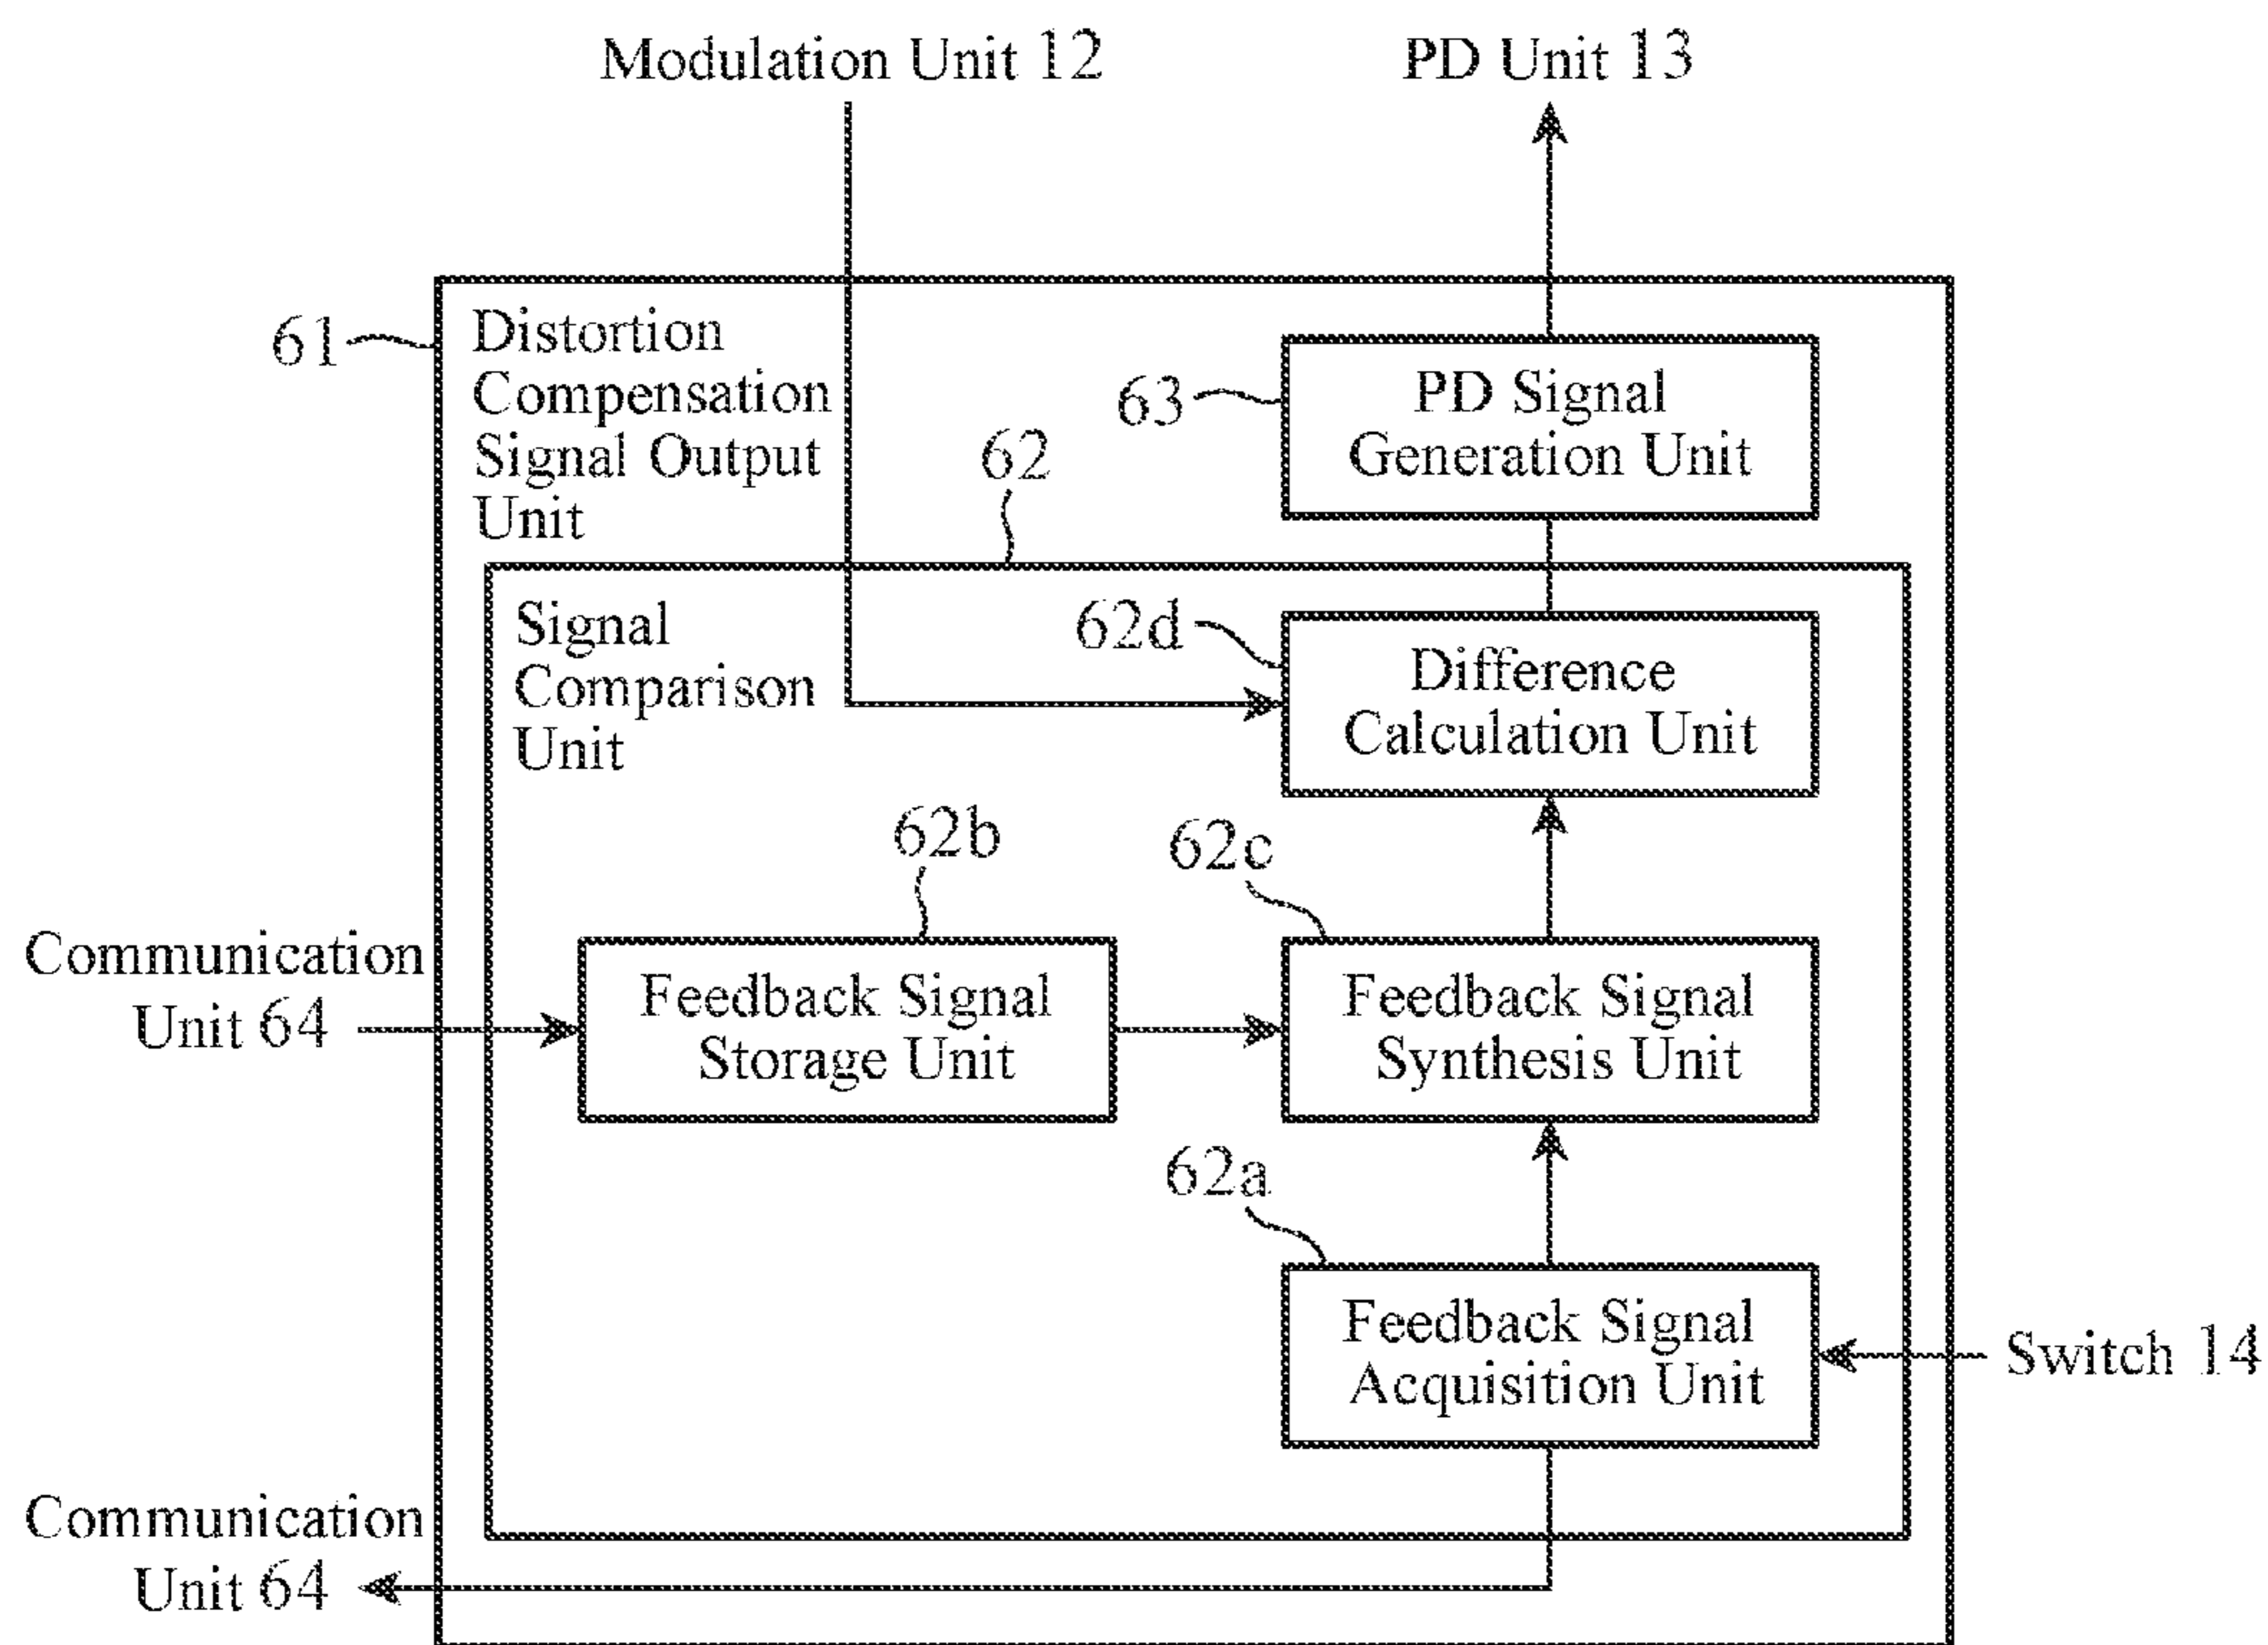 Modulation Unit 12
PD Unit 13
61
Distortion
Compensation
Signal Output
Unit
63
PD Signal
Generation Unit
62
Signal
Comparison
Unit
62d
Difference
Calculation Unit
62b
62c
Communication
Unit 64
Feedback Signal
Storage Unit
Feedback Signal
Synthesis Unit
62a
Feedback Signal
Acquisition Unit
Switch 14
Communication
Unit 64